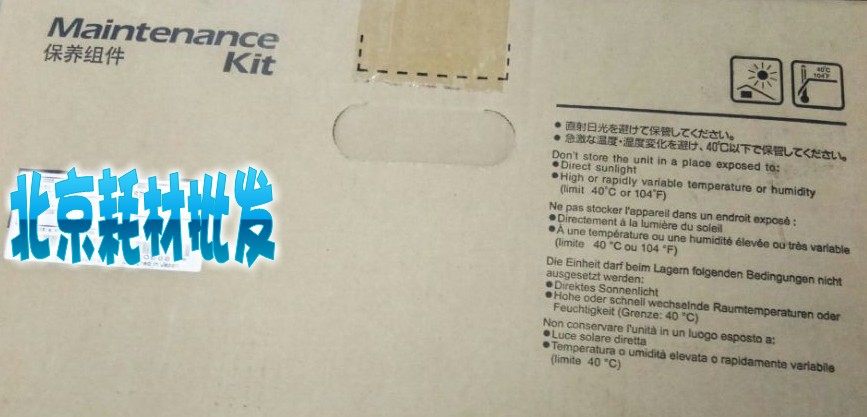 Maintenance
Kit
保养组件
40℃
104°F
北京耗材批发
● 直射日光を避けて保管してください。
● 急激な温度・湿度変化を避け、40℃以下で保管してください。
Don't store the unit in a place exposed to:
● Direct sunlight
● High or rapidly variable temperature or humidity
(limit 40˚C or 104˚F)
Ne pas stocker l'appareil dans un endroit exposé :
● Directement à la lumière du soleil
● À une température ou une humidité élevée ou très variable
(limite 40 °C ou 104 °F)
Die Einheit darf beim Lagern folgenden Bedingungen nicht
ausgesetzt werden:
● Direktes Sonnenlicht
● Hohe oder schnell wechselnde Raumtemperaturen oder
Feuchtigkeit (Grenze: 40 °C)
Non conservare l'unità in un luogo esposto a:
● Luce solare diretta
● Temperatura o umidità elevata o rapidamente variabile
(limite 40 °C)